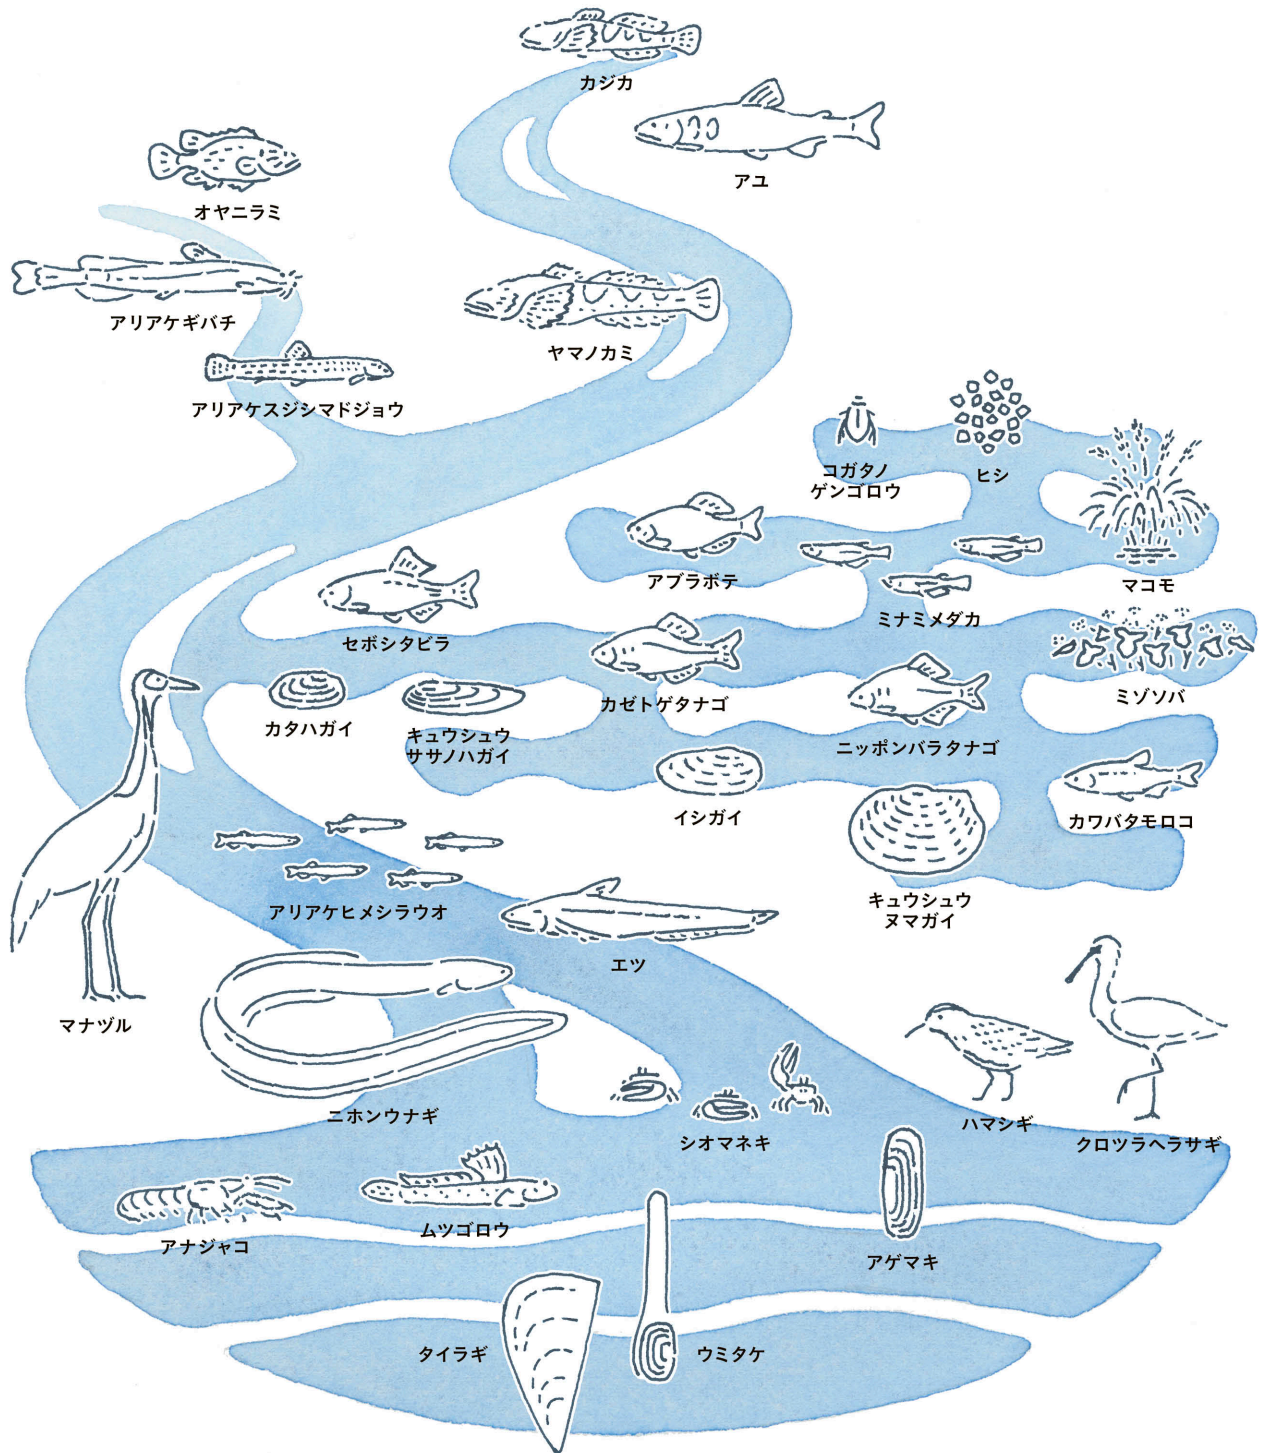 カジカ
アユ
オヤニラミ
アリアケギバチ
ヤマノカミ
アリアケスジシマドジョウ
コガタノ
ゲンゴロウ
ヒシ
アブラボテ
マコモ
ミナミメダカ
セボシタビラ
カゼトゲタナゴ
ミゾソバ
カタハガイ
キュウシュウ
ササノハガイ
ニッポンバラタナゴ
イシガイ
カワバタモロコ
キュウシュウ
ヌマガイ
アリアケヒメシラウオ
エツ
マナヅル
ニホンウナギ
シオマネキ
ハマシギ
クロツラヘラサギ
ムツゴロウ
アナジャコ
アゲマキ
タイラギ
ウミタケ